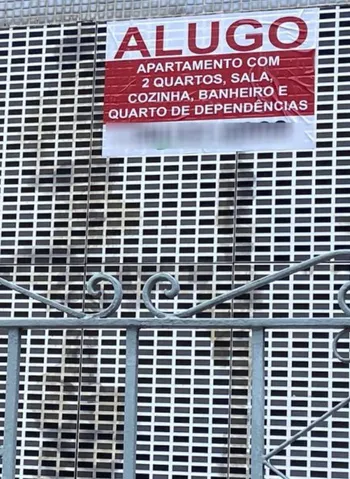 ALUGO
APARTAMENTO COM
2 QUARTOS, SALA,
COZINHA, BANHEIRO E
QUARTO DE DEPENDÊNCIAS